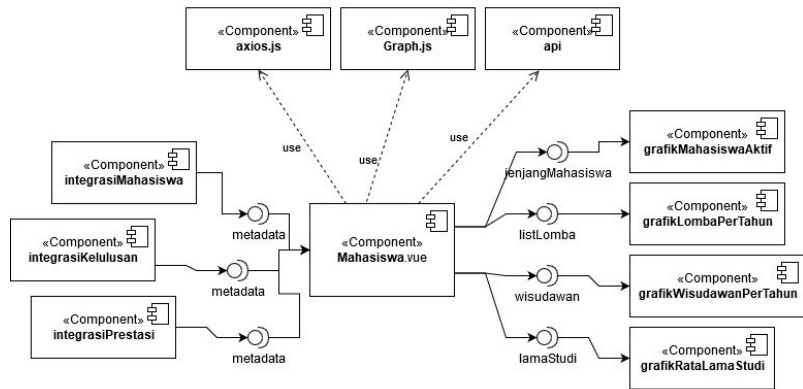 «Component»
axios.js
«Component»
Graph.js
«Component»
api
use
use
use
«Component»
integrasiMahasiswa
metadata
«Component»
integrasiKelulusan
metadata
«Component»
integrasiPrestasi
metadata
«Component»
Mahasiswa.vue
jenjangMahasiswa
«Component»
grafikMahasiswaAktif
listLomba
«Component»
grafikLombaPerTahun
wisudawan
«Component»
grafikWisudawanPerTahun
lamaStudi
«Component»
grafikRataLamaStudi